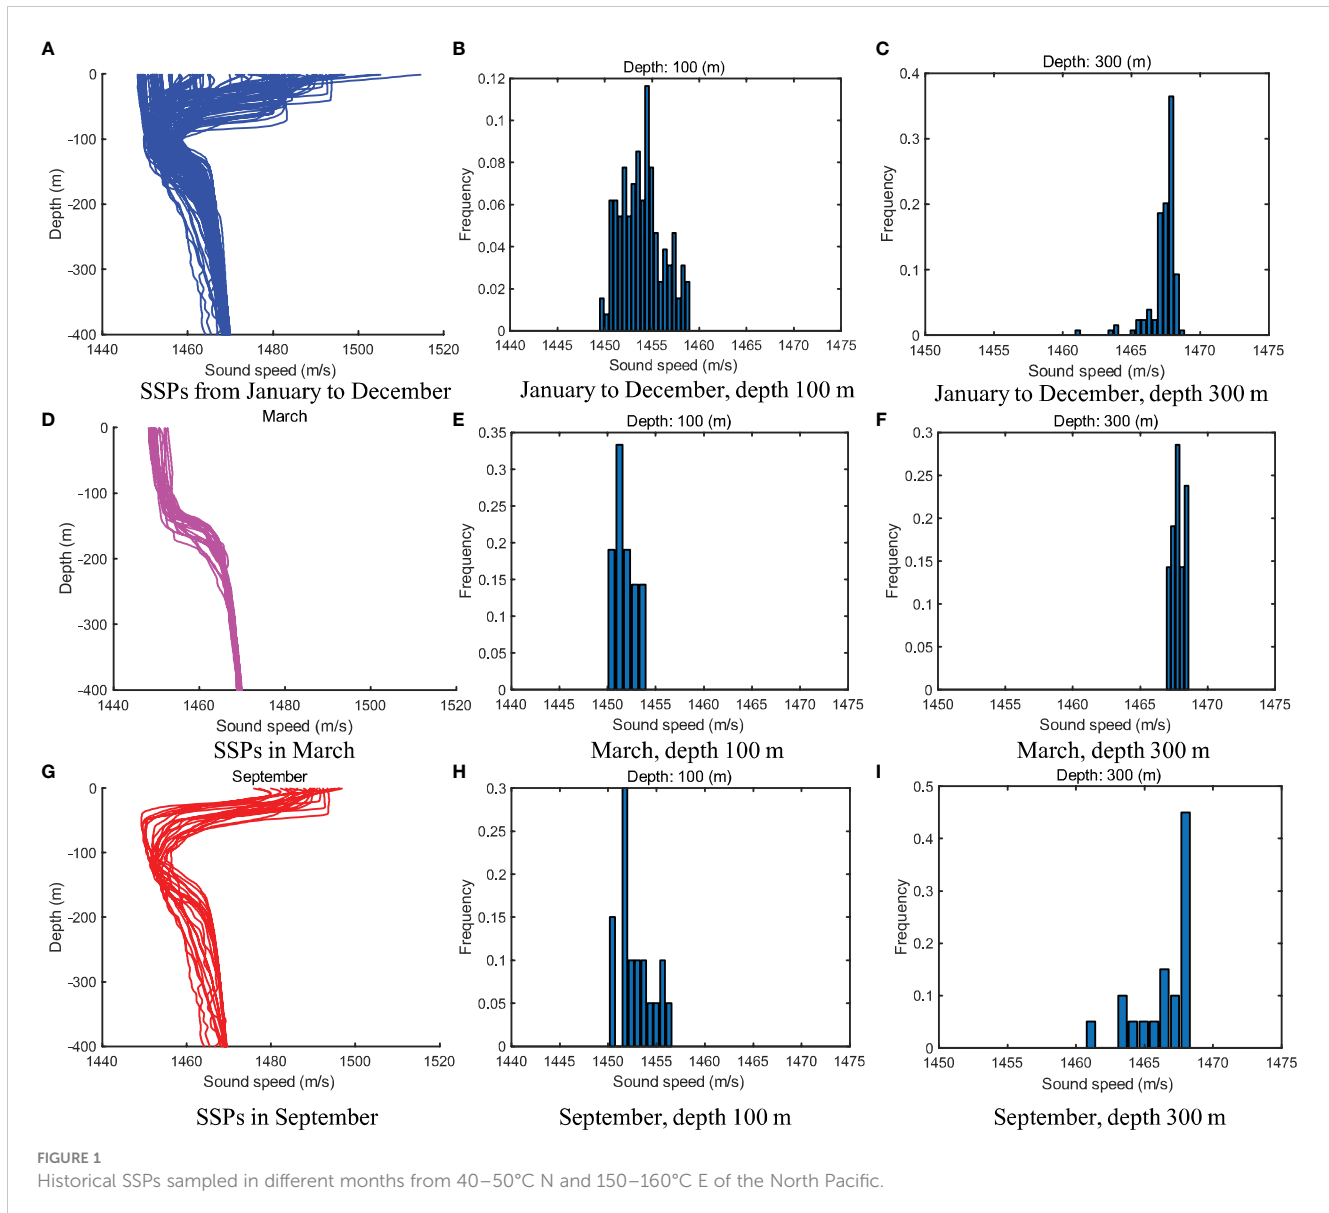 A
0
-100
-200
-300
-400
Depth (m)
1440 1460 1480 1500 1520
Sound speed (m/s)
SSPs from January to December
B
Depth: 100 (m)
0.12
0.1
0.08
0.06
0.04
0.02
0
Frequency
1440 1445 1450 1455 1460 1465 1470 1475
Sound speed (m/s)
January to December, depth 100 m
C
Depth: 300 (m)
0.4
0.3
0.2
0.1
0
Frequency
1450 1455 1460 1465 1470 1475
Sound speed (m/s)
January to December, depth 300 m
D
March
0
-100
-200
-300
-400
Depth (m)
1440 1460 1480 1500 1520
Sound speed (m/s)
SSPs in March
E
Depth: 100 (m)
0.35
0.3
0.25
0.2
0.15
0.1
0.05
0
Frequency
1440 1445 1450 1455 1460 1465 1470 1475
Sound speed (m/s)
March, depth 100 m
F
Depth: 300 (m)
0.3
0.25
0.2
0.15
0.1
0.05
0
Frequency
1450 1455 1460 1465 1470 1475
Sound speed (m/s)
March, depth 300 m
G
September
0
-100
-200
-300
-400
Depth (m)
1440 1460 1480 1500 1520
Sound speed (m/s)
SSPs in September
H
Depth: 100 (m)
0.3
0.25
0.2
0.15
0.1
0.05
0
Frequency
1440 1445 1450 1455 1460 1465 1470 1475
Sound speed (m/s)
September, depth 100 m
I
Depth: 300 (m)
0.5
0.4
0.3
0.2
0.1
0
Frequency
1450 1455 1460 1465 1470 1475
Sound speed (m/s)
September, depth 300 m
FIGURE 1
Historical SSPs sampled in different months from 40–50°C N and 150–160°C E of the North Pacific.